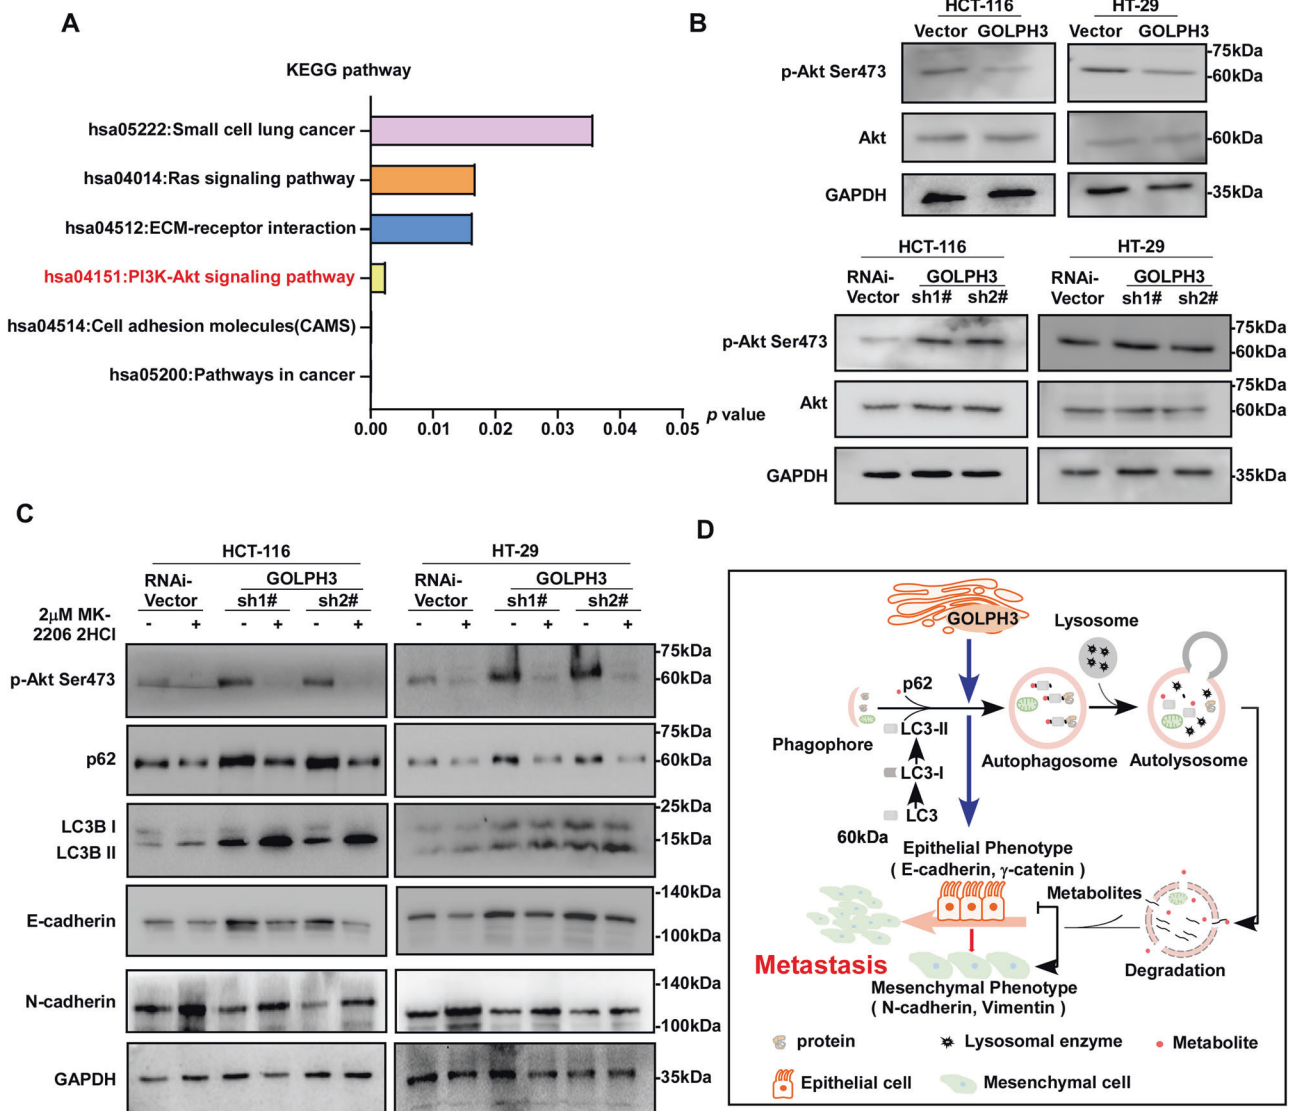 A
KEGG pathway
hsa05222:Small cell lung cancer
hsa04014:Ras signaling pathway
hsa04512:ECM-receptor interaction
hsa04151:PI3K-Akt signaling pathway
hsa04514:Cell adhesion molecules(CAMS)
hsa05200:Pathways in cancer
0.00 0.01 0.02 0.03 0.04 0.05
p value
B
HCT-116 HT-29
Vector GOLPH3 Vector GOLPH3
p-Akt Ser473
-75kDa
-60kDa
Akt
-60kDa
GAPDH
-35kDa
HCT-116 HT-29
RNAi-
Vector
GOLPH3
sh1# sh2#
RNAi-
Vector
GOLPH3
sh1# sh2#
p-Akt Ser473
-75kDa
-60kDa
Akt
-75kDa
-60kDa
GAPDH
-35kDa
C
HCT-116 HT-29
RNAi-
Vector
GOLPH3
sh1# sh2#
RNAi-
Vector
GOLPH3
sh1# sh2#
2μM MK-
2206 2HCl
- + - + - + - + - + - +
p-Akt Ser473
-75kDa
-60kDa
p62
-75kDa
-60kDa
LC3B I
LC3B II
-25kDa
-15kDa
E-cadherin
-140kDa
-100kDa
N-cadherin
-140kDa
-100kDa
GAPDH
-35kDa
D
GOLPH3
Lysosome
p62
Phagophore
LC3-II
LC3-I
LC3
60kDa
Autophagosome
Autolysosome
Epithelial Phenotype
( E-cadherin, γ-catenin )
Metabolites
Degradation
Metastasis
Mesenchymal Phenotype
( N-cadherin, Vimentin )
protein
Lysosomal enzyme
Metabolite
Epithelial cell
Mesenchymal cell